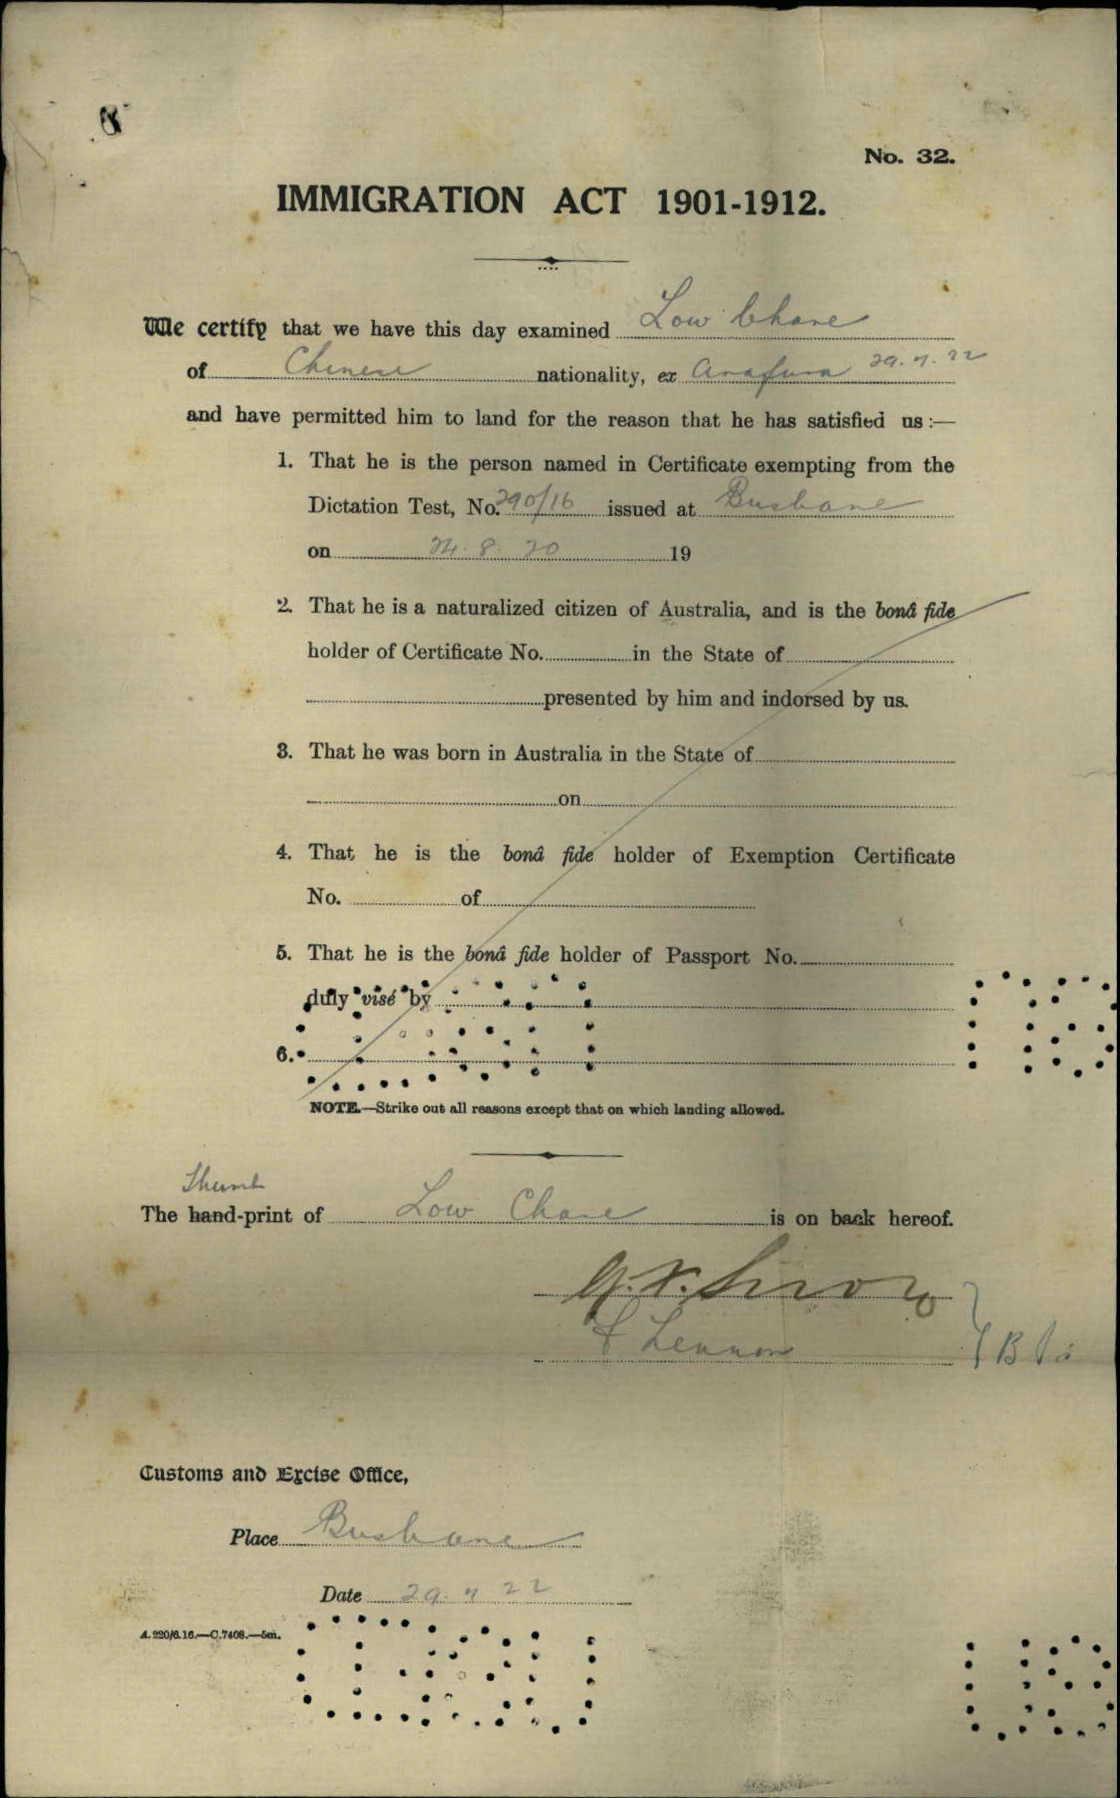 No. 32.
IMMIGRATION ACT 1901-1912.
We certify that we have this day examined Low Chane
of Chinese nationality, ex Arafura 29.7.22
and have permitted him to land for the reason that he has satisfied us :—
1. That he is the person named in Certificate exempting from the
Dictation Test, No. 290/16 issued at Brisbane
on 24.8.20 19
2. That he is a naturalized citizen of Australia, and is the bonâ fide
holder of Certificate No. in the State of
presented by him and indorsed by us.
3. That he was born in Australia in the State of
on
4. That he is the bonâ fide holder of Exemption Certificate
No. of
5. That he is the bonâ fide holder of Passport No.
duly visé by
6.
NOTE.—Strike out all reasons except that on which landing allowed.
Thumb
The hand-print of Low Chane is on back hereof.
Lennon
Customs and Excise Office,
Place Brisbane
Date 29.7.22
A.220/6.16.—C.7408.—5m.